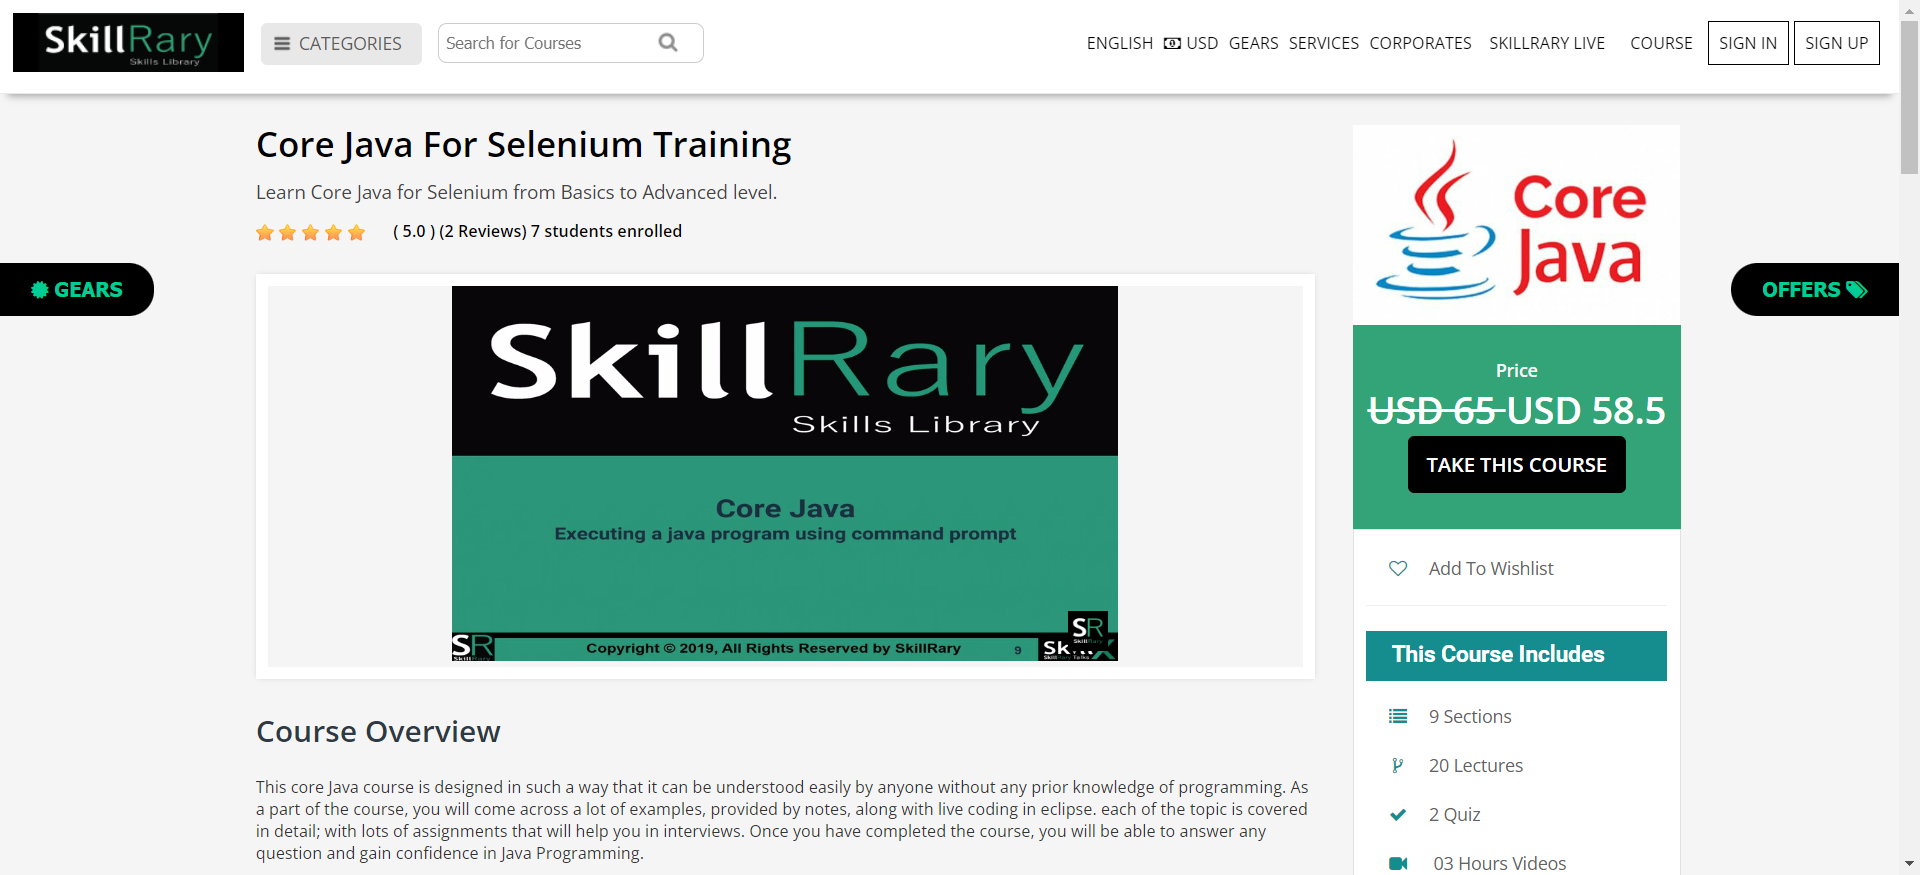 SkillRary
Skills Library
CATEGORIES
Search for Courses
ENGLISH USD GEARS SERVICES CORPORATES SKILLRARY LIVE COURSE SIGN IN SIGN UP
Core Java For Selenium Training
Learn Core Java for Selenium from Basics to Advanced level.
( 5.0 ) (2 Reviews) 7 students enrolled
GEARS
SkillRary
Skills Library
Core Java
Executing a java program using command prompt
SR
SkillRary
Copyright © 2019, All Rights Reserved by SkillRary
9
SR
Course Overview
This core Java course is designed in such a way that it can be understood easily by anyone without any prior knowledge of programming. As
a part of the course, you will come across a lot of examples, provided by notes, along with live coding in eclipse. each of the topic is covered
in detail; with lots of assignments that will help you in interviews. Once you have completed the course, you will be able to answer any
question and gain confidence in Java Programming.
Core
Java
OFFERS
Price
USD 65 USD 58.5
TAKE THIS COURSE
Add To Wishlist
This Course Includes
9 Sections
20 Lectures
2 Quiz
03 Hours Videos